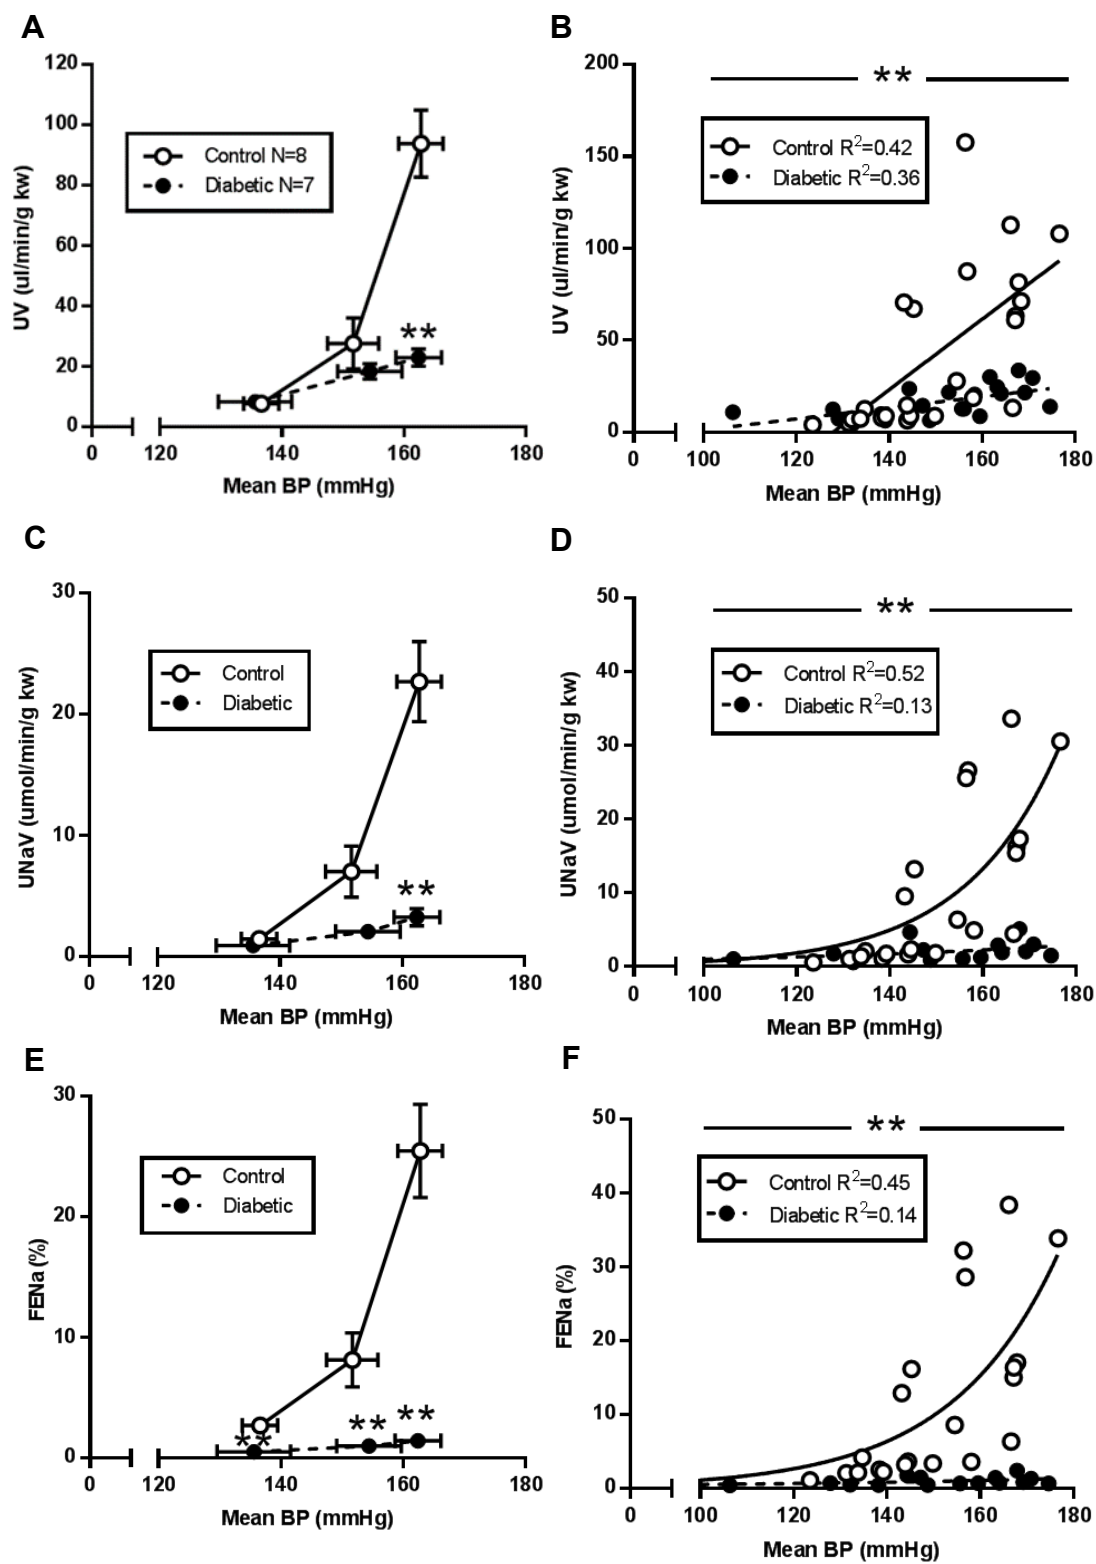 A
120
100
80
60
40
20
0
UV (ul/min/g kw)
Control N=8
Diabetic N=7
**
0 120 140 160 180
Mean BP (mmHg)
B
200
150
100
50
0
UV (ul/min/g kw)
**
Control R²=0.42
Diabetic R²=0.36
0 100 120 140 160 180
Mean BP (mmHg)
C
30
20
10
0
UNaV (umol/min/g kw)
Control
Diabetic
**
0 120 140 160 180
Mean BP (mmHg)
D
50
40
30
20
10
0
UNaV (umol/min/g kw)
**
Control R²=0.52
Diabetic R²=0.13
0 100 120 140 160 180
Mean BP (mmHg)
E
30
20
10
0
FENa (%)
Control
Diabetic
** ** **
0 120 140 160 180
Mean BP (mmHg)
F
50
40
30
20
10
0
FENa (%)
**
Control R²=0.45
Diabetic R²=0.14
0 100 120 140 160 180
Mean BP (mmHg)